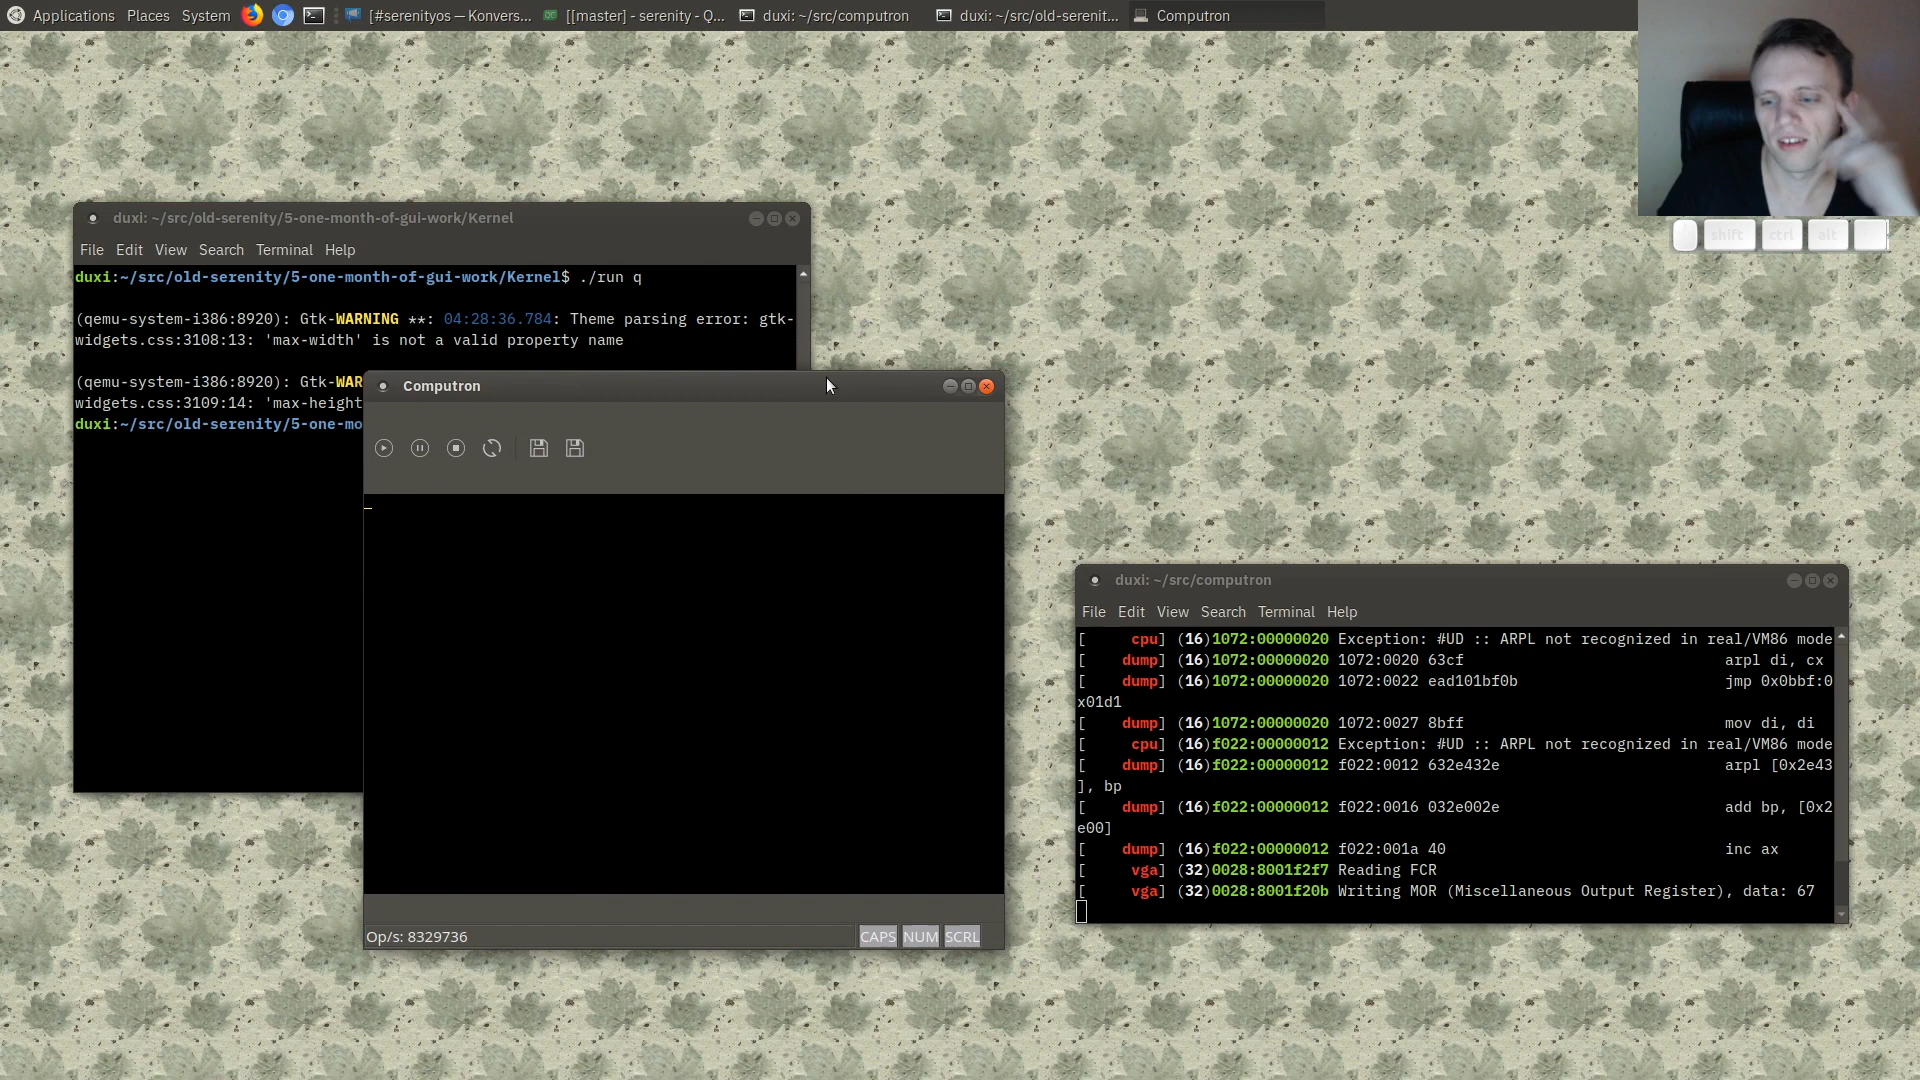 Applications Places System [#serenityos — Konvers... [[master] - serenity - Q... duxi: ~/src/computron duxi: ~/src/old-serenit... Computron
shift ctrl alt
duxi: ~/src/old-serenity/5-one-month-of-gui-work/Kernel
File Edit View Search Terminal Help
duxi:~/src/old-serenity/5-one-month-of-gui-work/Kernel$ ./run q
(qemu-system-i386:8920): Gtk-WARNING **: 04:28:36.784: Theme parsing error: gtk-
widgets.css:3108:13: 'max-width' is not a valid property name
(qemu-system-i386:8920): Gtk-WAR
widgets.css:3109:14: 'max-height
duxi:~/src/old-serenity/5-one-mo
Computron
Op/s: 8329736
CAPS NUM SCRL
duxi: ~/src/computron
File Edit View Search Terminal Help
[ cpu] (16)1072:00000020 Exception: #UD :: ARPL not recognized in real/VM86 mode
[ dump] (16)1072:00000020 1072:0020 63cf arpl di, cx
[ dump] (16)1072:00000020 1072:0022 ead101bf0b jmp 0x0bbf:0
x01d1
[ dump] (16)1072:00000020 1072:0027 8bff mov di, di
[ cpu] (16)f022:00000012 Exception: #UD :: ARPL not recognized in real/VM86 mode
[ dump] (16)f022:00000012 f022:0012 632e432e arpl [0x2e43
], bp
[ dump] (16)f022:00000012 f022:0016 032e002e add bp, [0x2
e00]
[ dump] (16)f022:00000012 f022:001a 40 inc ax
[ vga] (32)0028:8001f2f7 Reading FCR
[ vga] (32)0028:8001f20b Writing MOR (Miscellaneous Output Register), data: 67